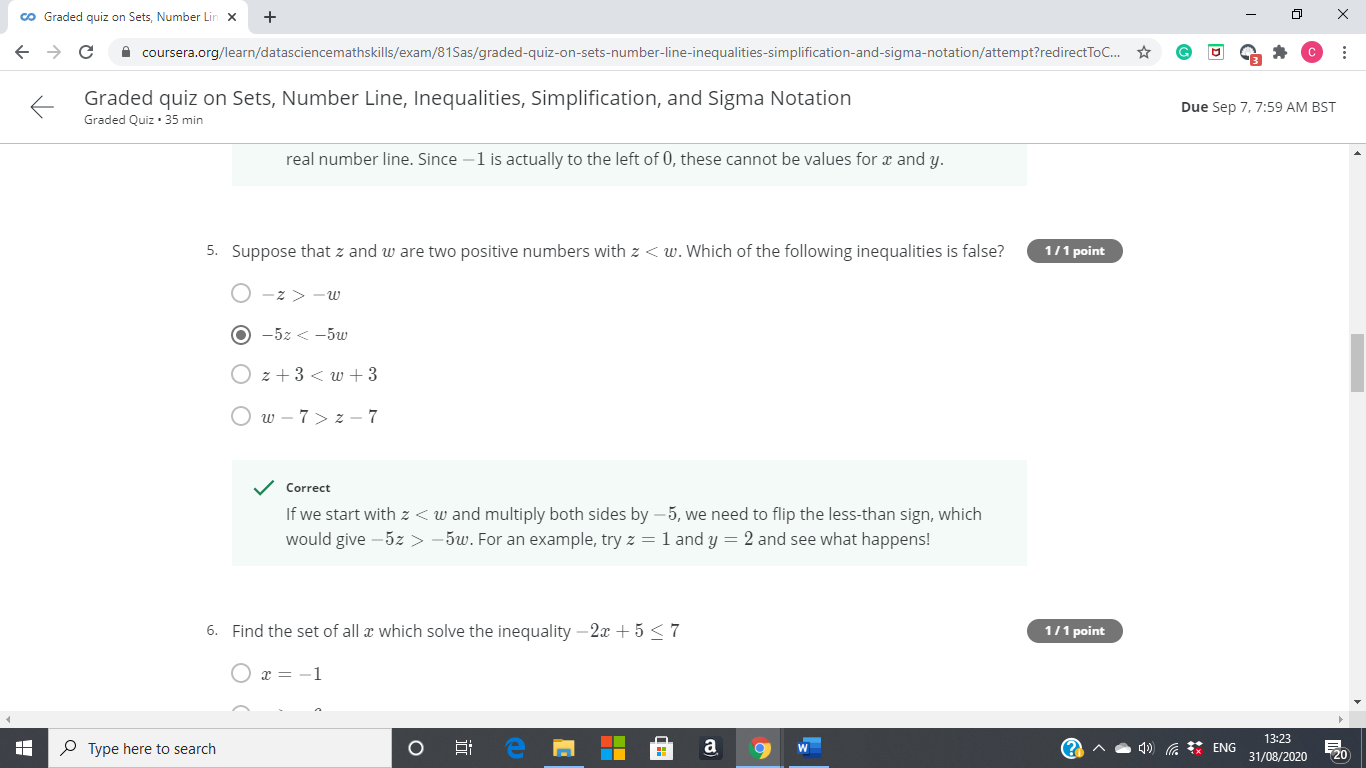 Graded quiz on Sets, Number Lin
coursera.org/learn/datasciencemathskills/exam/81Sas/graded-quiz-on-sets-number-line-inequalities-simplification-and-sigma-notation/attempt?redirectToC...
C
3
Graded quiz on Sets, Number Line, Inequalities, Simplification, and Sigma Notation
Graded Quiz • 35 min
Due Sep 7, 7:59 AM BST
real number line. Since −1 is actually to the left of 0, these cannot be values for x and y.
5. Suppose that z and w are two positive numbers with z < w. Which of the following inequalities is false?
1 / 1 point
−z > −w
−5z < −5w
z + 3 < w + 3
w − 7 > z − 7
Correct
If we start with z < w and multiply both sides by −5, we need to flip the less-than sign, which
would give −5z > −5w. For an example, try z = 1 and y = 2 and see what happens!
6. Find the set of all x which solve the inequality −2x + 5 ≤ 7
1 / 1 point
x = −1
Type here to search
ENG
13:23
31/08/2020
20